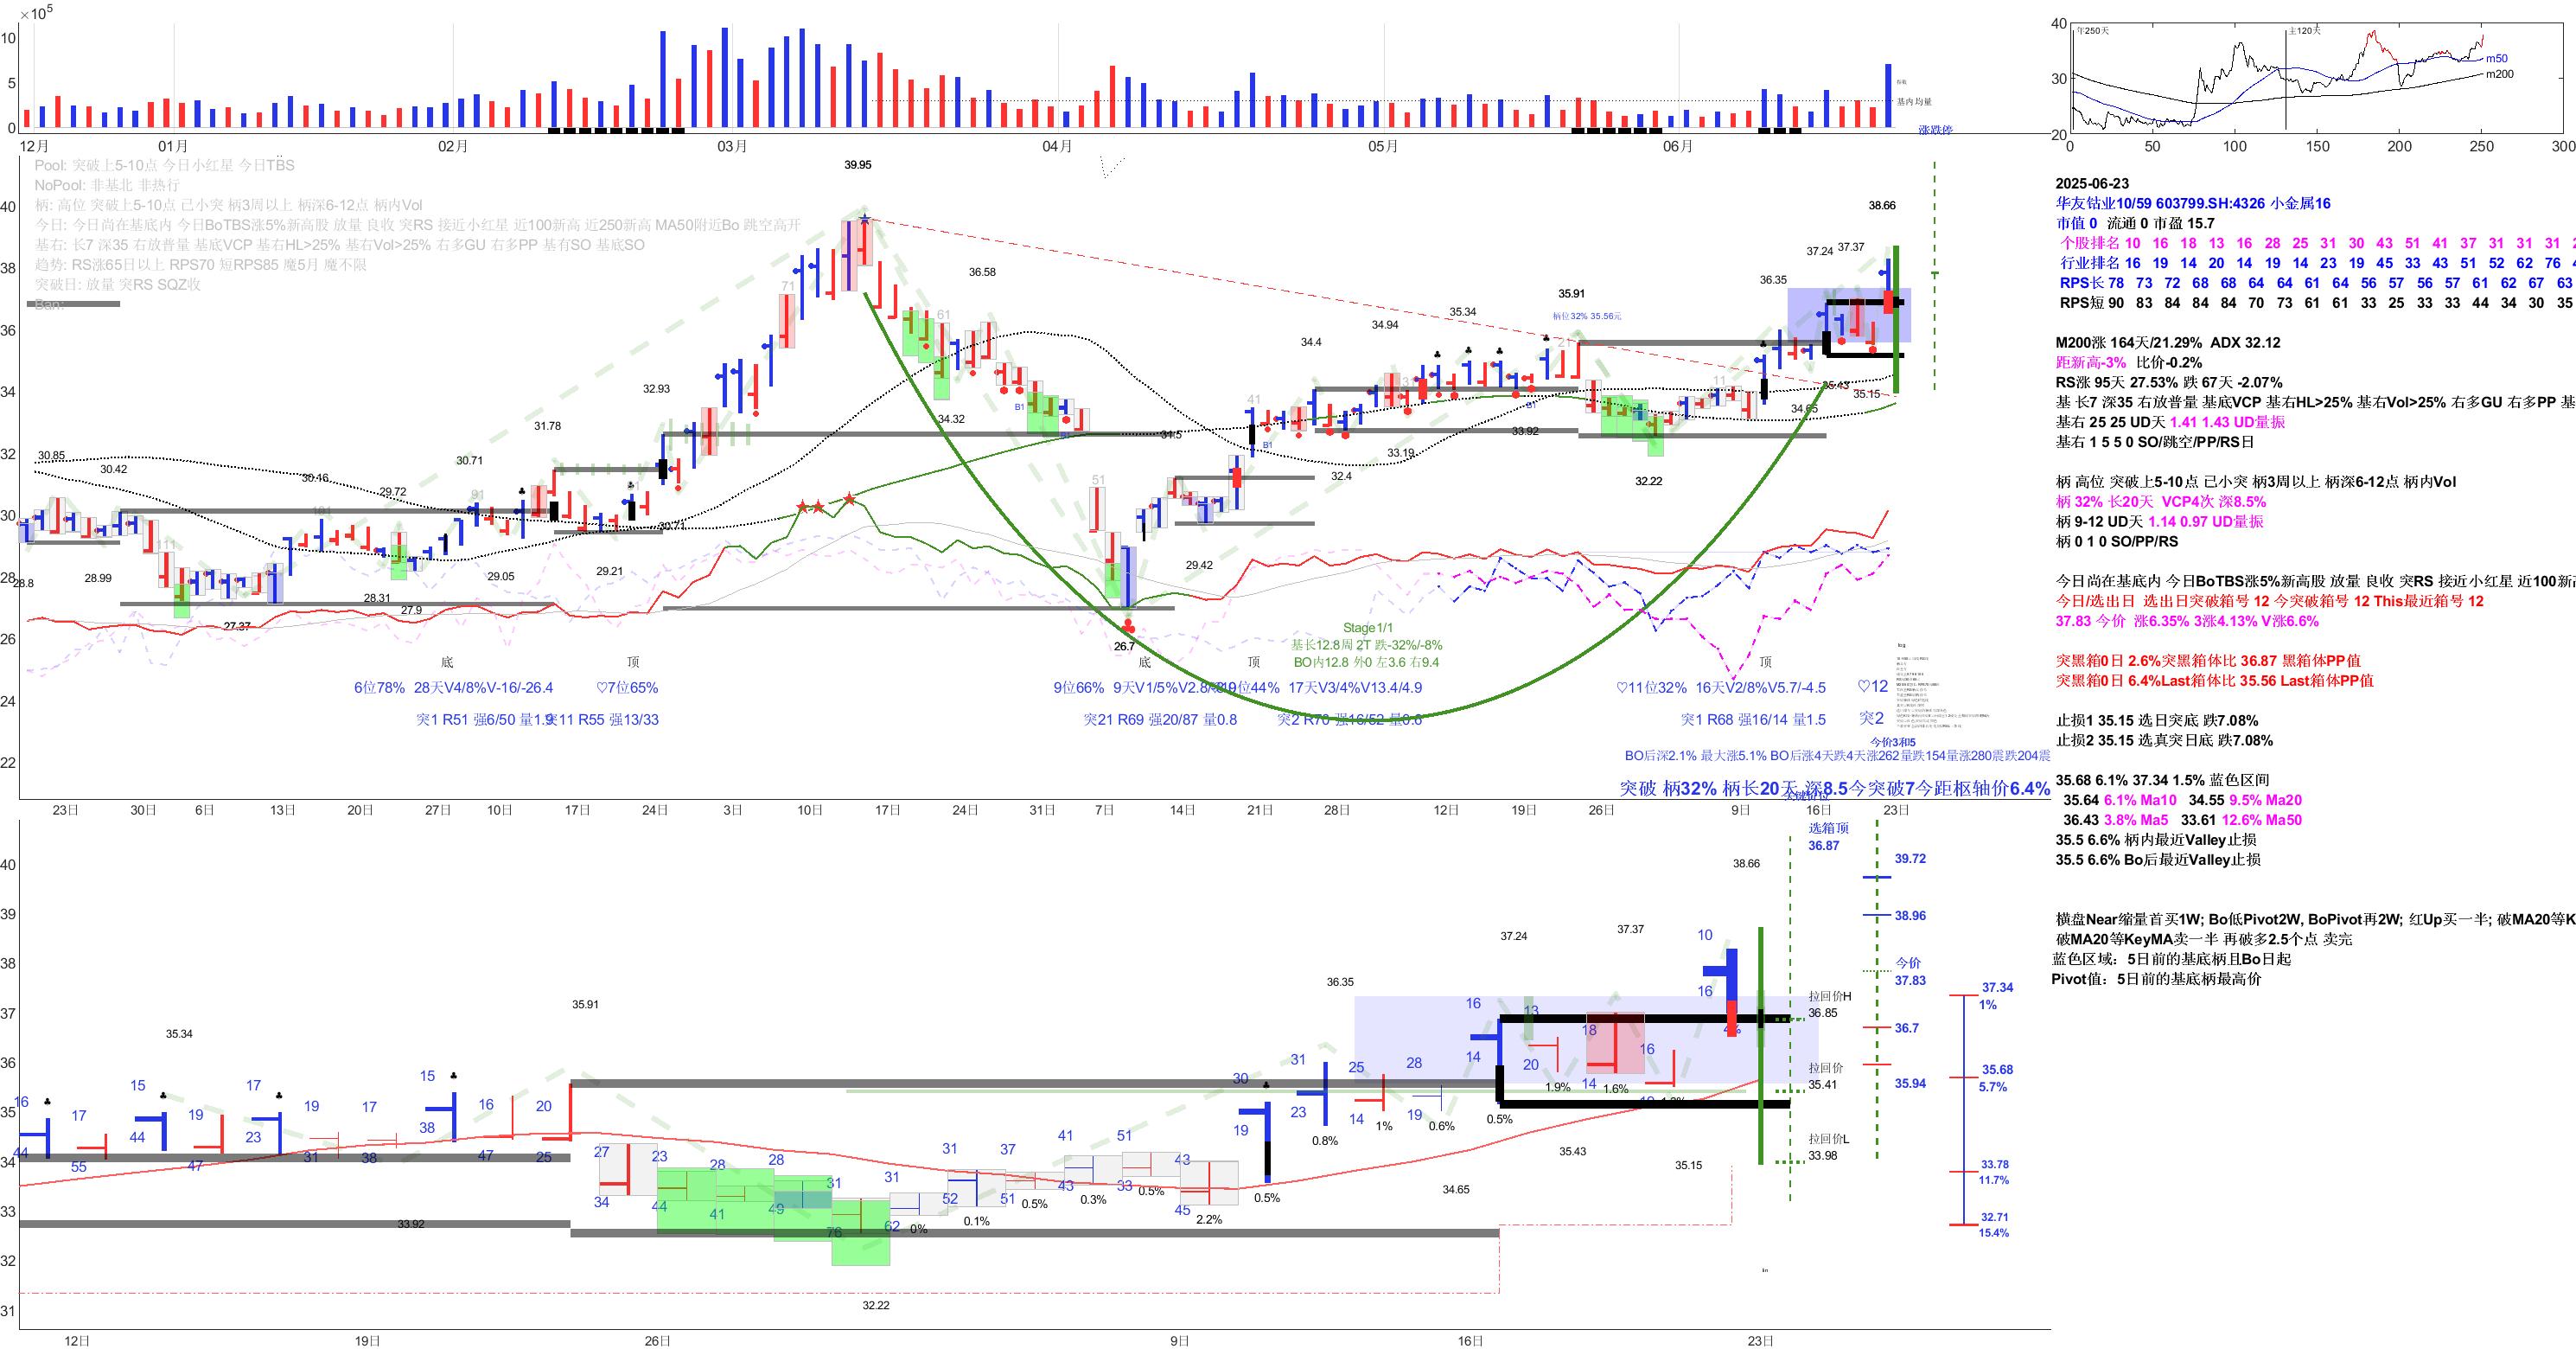 ×10⁵
10
5
0
12月 01月 02月 03月 04月 05月 06月
基内均量
涨跌停
40
30
20
0 50 100 150 200 250 300
年250天
主120天
m50
m200
Pool: 突破上5-10点 今日小红星 今日TBS
NoPool: 非基北 非热行
柄: 高位 突破上5-10点 己小突 柄3周以上 柄深6-12点 柄内Vol
今日: 今日尚在基底内 今日BoTBS涨5%新高股 放量 良收 突RS 接近小红星 近100新高 近250新高 MA50附近Bo 跳空高开
基右: 长7 深35 右放普量 基底VCP 基右HL>25% 基右Vol>25% 右多GU 右多PP 基有SO 基底SO
趋势: RS涨65日以上 RPS70 短RPS85 魔5月 魔不限
突破日: 放量 突RS SQZ收
Ban:
40
38
36
34
32
30
28
26
24
22
39.95
38.66
37.24 37.37
36.58
36.35
35.91
柄位32% 35.56元
35.34
34.94
34.4
34.32
32.93
31.78
30.85
30.42
30.46
29.72
30.71
30.71
34.5
33.92
33.19
32.4
32.22
35.43
35.15
34.65
29.42
29.21
29.05
28.8
28.99
28.31
27.9
27.37
26.7
71
61
51
41
91
111
B1
B1
B1
Stage1/1
基长12.8周 2T 跌-32%/-8%
BO内12.8 外0 左3.6 右9.4
底 顶 底 顶 顶
6位78% 28天V4/8%V-16/-26.4
♡7位65%
9位66% 9天V1/5%V2.8/
位44% 17天V3/4%V13.4/4.9
♡11位32% 16天V2/8%V5.7/-4.5
♡12
突1 R51 强6/50 量1.9
突11 R55 强13/33
突21 R69 强20/87 量0.8
突2 R70 强16/52 量0.6
突1 R68 强16/14 量1.5
突2
今价3和5
BO后深2.1% 最大涨5.1% BO后涨4天跌4天涨262量跌154量涨280震跌204震
突破 柄32% 柄长20天 深8.5今突破7今距枢轴价6.4%
23日 30日 6日 13日 20日 27日 10日 17日 24日 3日 10日 17日 24日 31日 7日 14日 21日 28日 12日 19日 26日 9日 16日 23日
2025-06-23
华友钴业10/59 603799.SH:4326 小金属16
市值 0 流通 0 市盈 15.7
个股排名 10 16 18 13 16 28 25 31 30 43 51 41 37 31 31 31
行业排名 16 19 14 20 14 19 14 23 19 45 33 43 51 52 62 76
RPS长 78 73 72 68 68 64 64 61 64 56 57 56 57 61 62 67 63
RPS短 90 83 84 84 84 70 73 61 61 33 25 33 33 44 34 30 35
M200涨 164天/21.29% ADX 32.12
距新高-3% 比价-0.2%
RS涨 95天 27.53% 跌 67天 -2.07%
基 长7 深35 右放普量 基底VCP 基右HL>25% 基右Vol>25% 右多GU 右多PP 基
基右 25 25 UD天 1.41 1.43 UD量振
基右 1 5 5 0 SO/跳空/PP/RS日
柄 高位 突破上5-10点 己小突 柄3周以上 柄深6-12点 柄内Vol
柄 32% 长20天 VCP4次 深8.5%
柄 9-12 UD天 1.14 0.97 UD量振
柄 0 1 0 SO/PP/RS
今日尚在基底内 今日BoTBS涨5%新高股 放量 良收 突RS 接近小红星 近100新
今日/选出日 选出日突破箱号 12 今突破箱号 12 This最近箱号 12
37.83 今价 涨6.35% 3涨4.13% V涨6.6%
突黑箱0日 2.6%突黑箱体比 36.87 黑箱体PP值
突黑箱0日 6.4%Last箱体比 35.56 Last箱体PP值
止损1 35.15 选日突底 跌7.08%
止损2 35.15 选真突日底 跌7.08%
35.68 6.1% 37.34 1.5% 蓝色区间
35.64 6.1% Ma10 34.55 9.5% Ma20
36.43 3.8% Ma5 33.61 12.6% Ma50
35.5 6.6% 柄内最近Valley止损
35.5 6.6% Bo后最近Valley止损
横盘Near缩量首买1W; Bo低Pivot2W, BoPivot再2W; 红Up买一半; 破MA20等K
破MA20等KeyMA卖一半 再破多2.5个点 卖完
蓝色区域：5日前的基底柄且Bo日起
Pivot值：5日前的基底柄最高价
40
39
38
37
36
35
34
33
32
31
选箱顶
36.87
38.66
37.37
37.24
36.35
35.91
35.34
35.43
35.15
34.65
33.92
32.22
拉回价H
36.85
拉回价
35.41
拉回价L
33.98
39.72
38.96
今价
37.83
36.7
35.94
37.34
1%
35.68
5.7%
33.78
11.7%
32.71
15.4%
16 17 15 19 17 19 17 15 16 20 27 23 28 28 31 31 31 37 41 51 43 30 31 25 28 16 13 18 16 10
44 55 44 47 23 31 38 38 47 25 34 44 41 49 76 62 52 51 43 33 45 19 23 14 19 14 20 14 16
0% 0.1% 0.5% 0.3% 0.5% 2.2% 0.5% 0.8% 1% 0.6% 0.5% 1.9% 1.6%
12日 19日 26日 9日 16日 23日